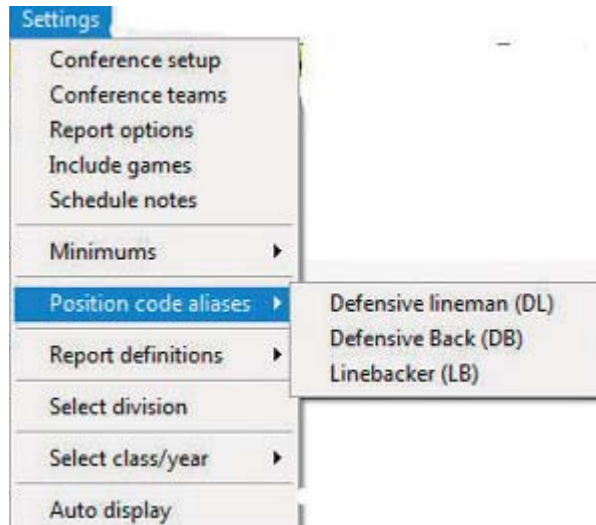 Settings
Conference setup
Conference teams
Report options
Include games
Schedule notes
Minimums
Position code aliases
Defensive lineman (DL)
Defensive Back (DB)
Linebacker (LB)
Report definitions
Select division
Select class/year
Auto display